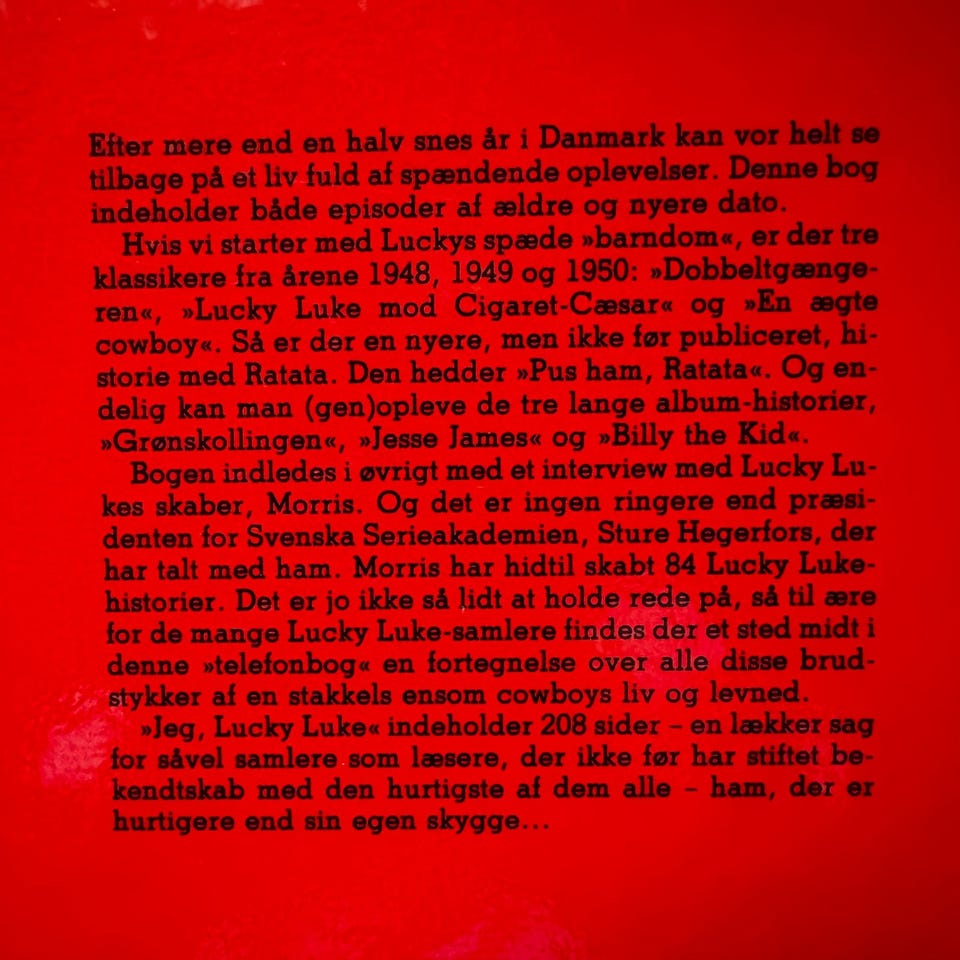 Efter mere end en halv snes år i Danmark kan vor helt se
tilbage på et liv fuld af spændende oplevelser. Denne bog
indeholder både episoder af ældre og nyere dato.
Hvis vi starter med Luckys spæde »barndom«, er der tre
klassikere fra årene 1948, 1949 og 1950: »Dobbeltgænge-
ren«, »Lucky Luke mod Cigaret-Cæsar« og »En ægte
cowboy«. Så er der en nyere, men ikke før publiceret, hi-
storie med Ratata. Den hedder »Pus ham, Ratata«. Og en-
delig kan man (gen)opleve de tre lange album-historier,
»Grønskollingen«, »Jesse James« og »Billy the Kid«.
Bogen indledes i øvrigt med et interview med Lucky Lu-
kes skaber, Morris. Og det er ingen ringere end præsi-
denten for Svenska Serieakademien, Sture Hegerfors, der
har talt med ham. Morris har hidtil skabt 84 Lucky Luke-
historier. Det er jo ikke så lidt at holde rede på, så til ære
for de mange Lucky Luke-samlere findes der et sted midt i
denne »telefonbog« en fortegnelse over alle disse brud-
stykker af en stakkels ensom cowboys liv og levned.
»Jeg, Lucky Luke« indeholder 208 sider – en lækker sag
for såvel samlere som læsere, der ikke før har stiftet be-
kendtskab med den hurtigste af dem alle – ham, der er
hurtigere end sin egen skygge...